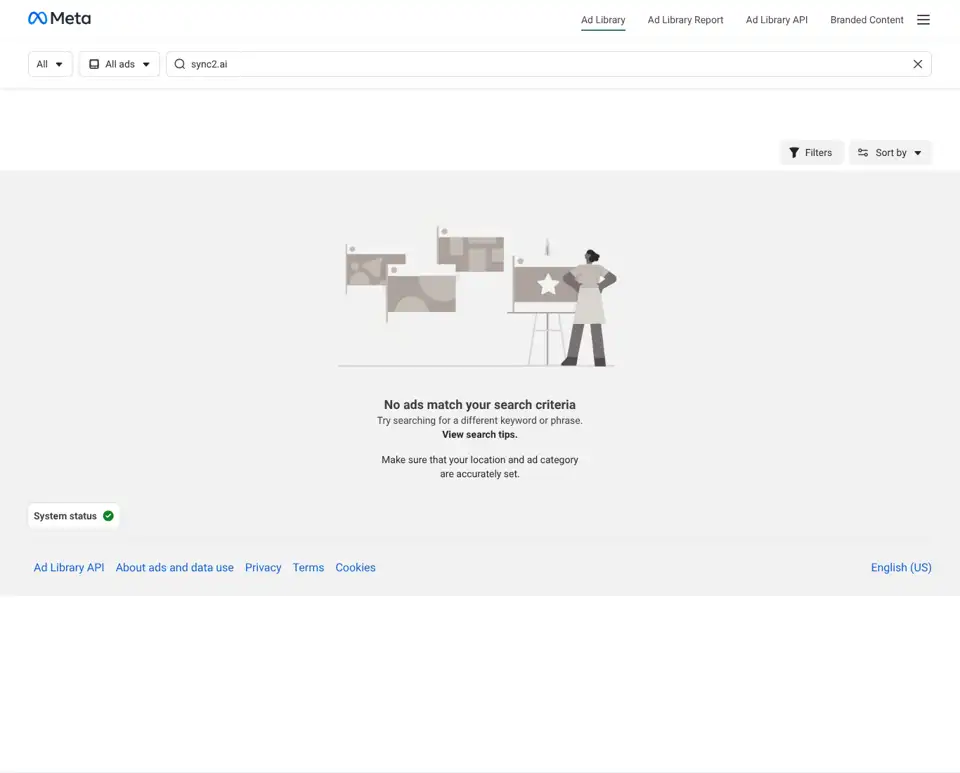 Meta
Ad Library Ad Library Report Ad Library API Branded Content
All All ads sync2.ai
Filters Sort by
No ads match your search criteria
Try searching for a different keyword or phrase.
View search tips.
Make sure that your location and ad category
are accurately set.
System status
Ad Library API About ads and data use Privacy Terms Cookies English (US)